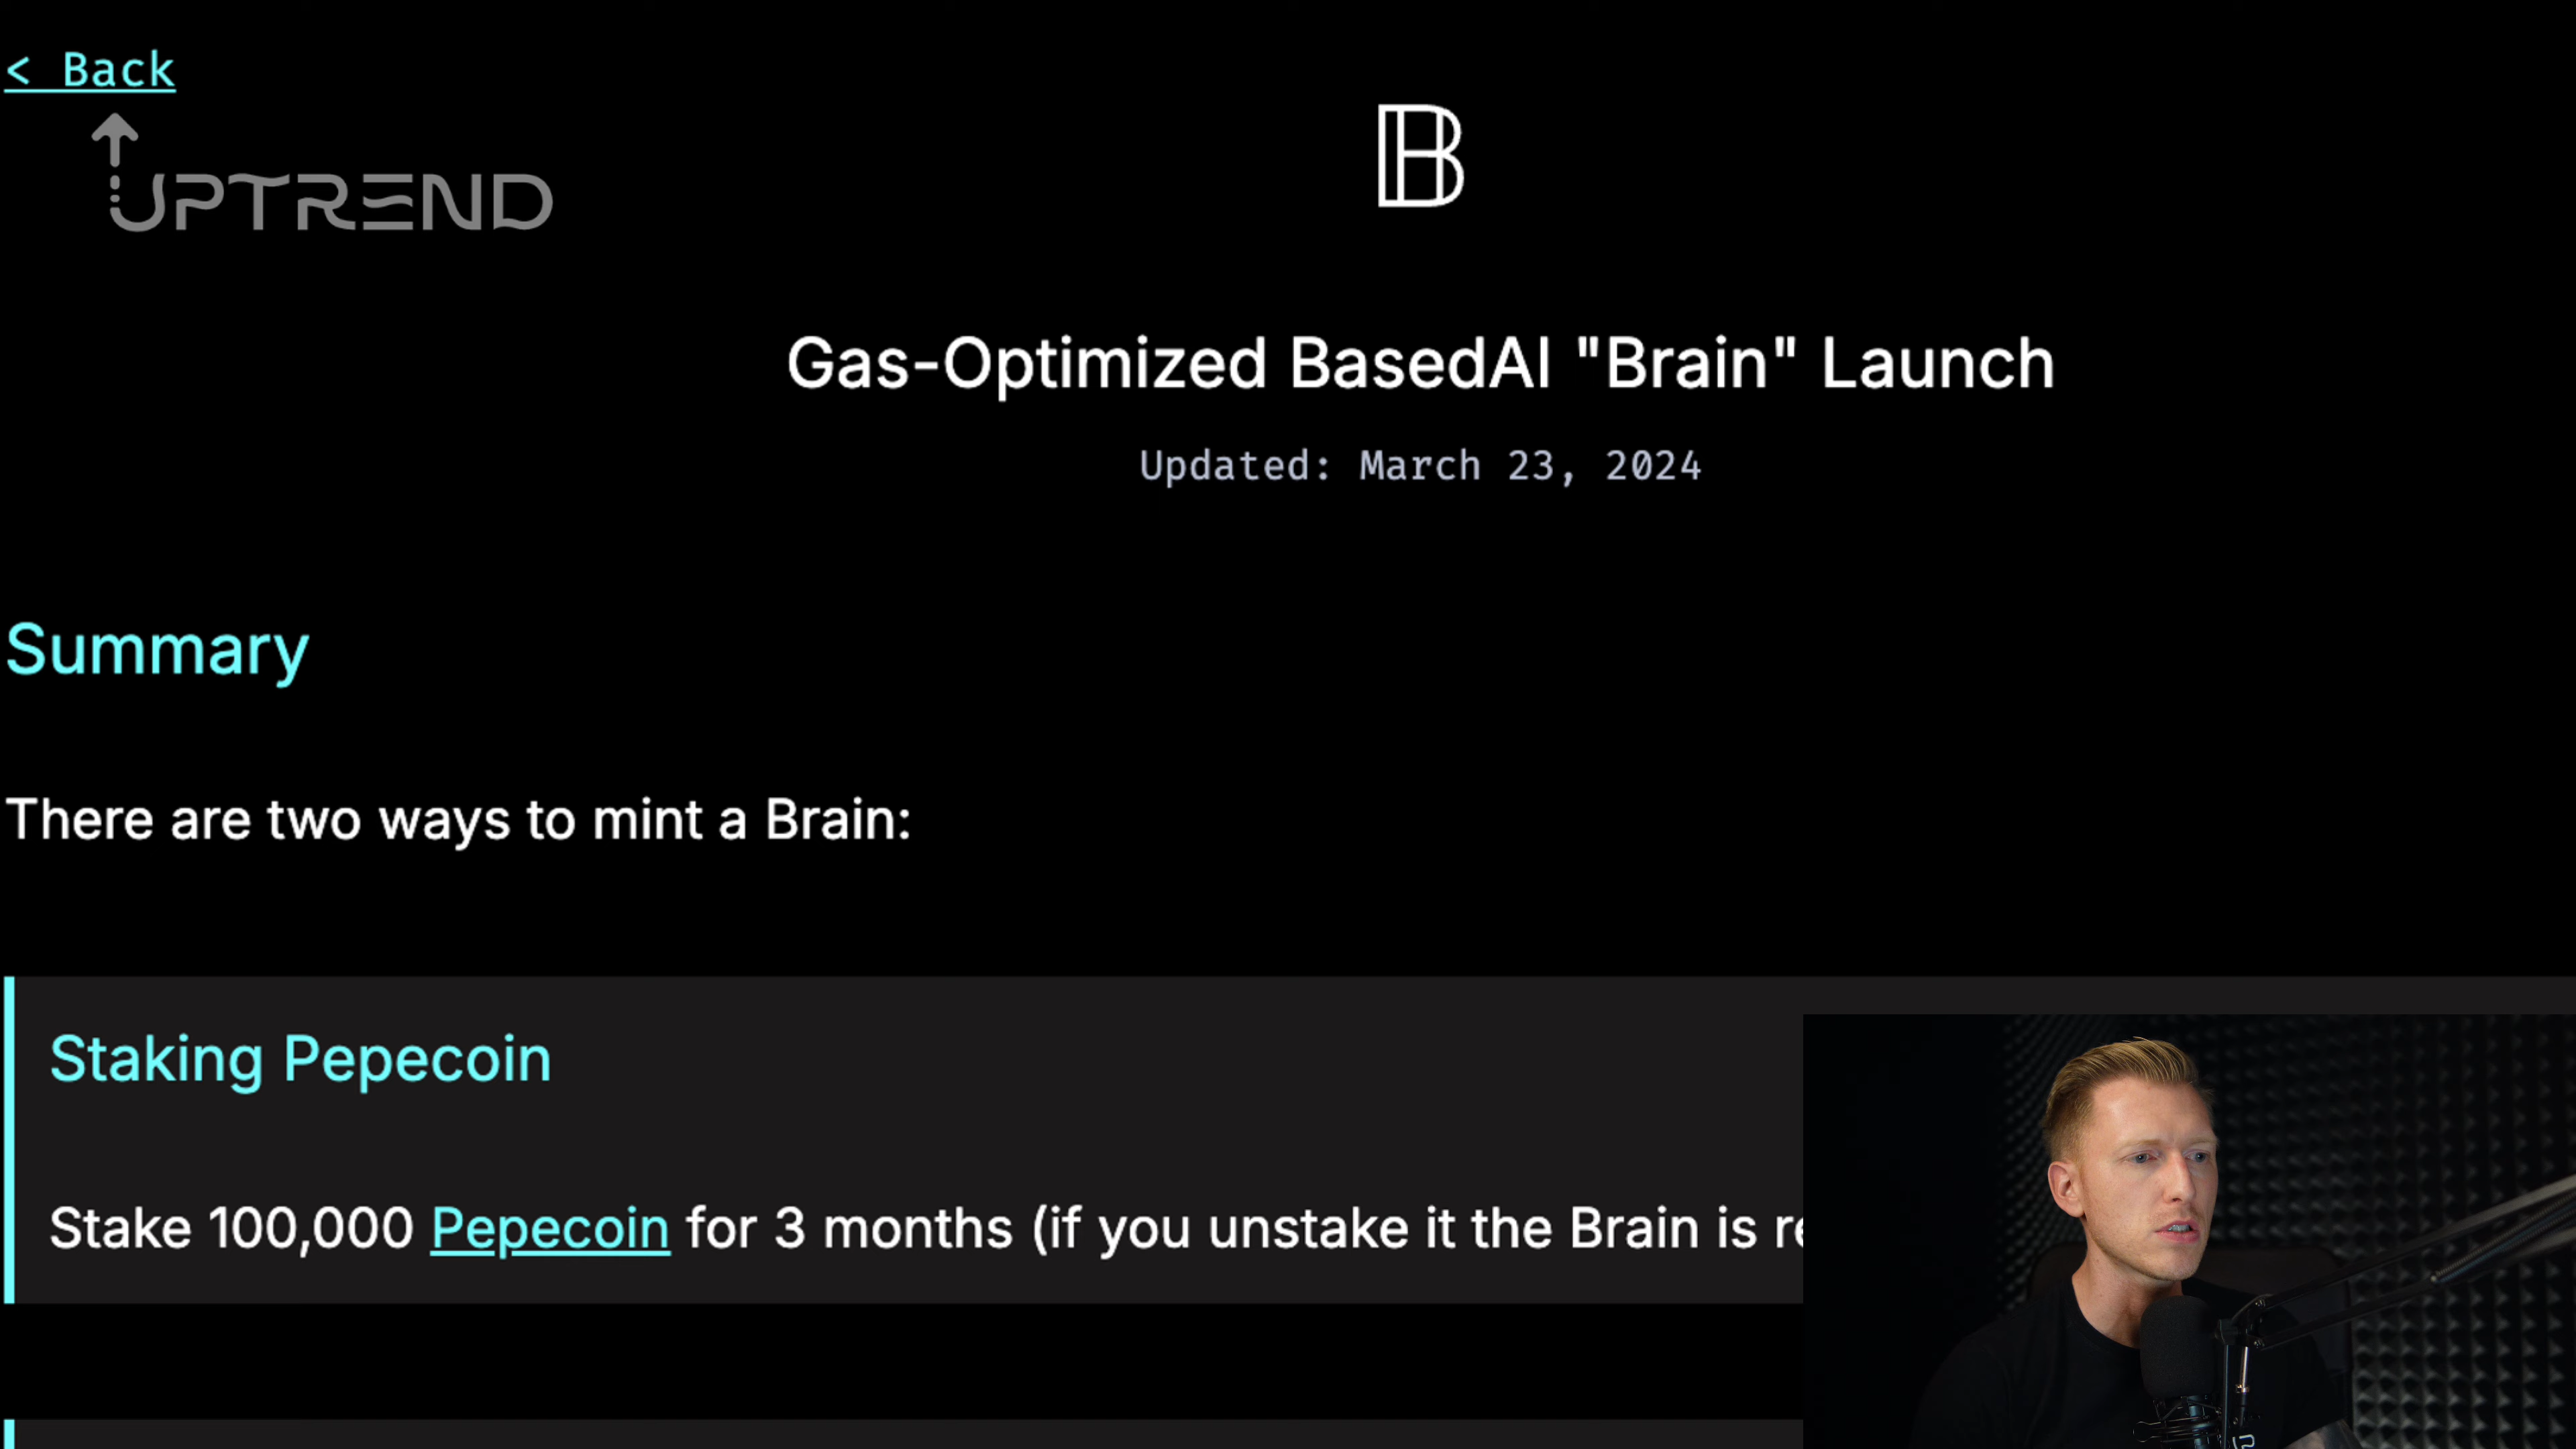 < Back
UPTREND
B
Gas-Optimized BasedAI "Brain" Launch
Updated: March 23, 2024
Summary
There are two ways to mint a Brain:
Staking Pepecoin
Stake 100,000 Pepecoin for 3 months (if you unstake it the Brain is